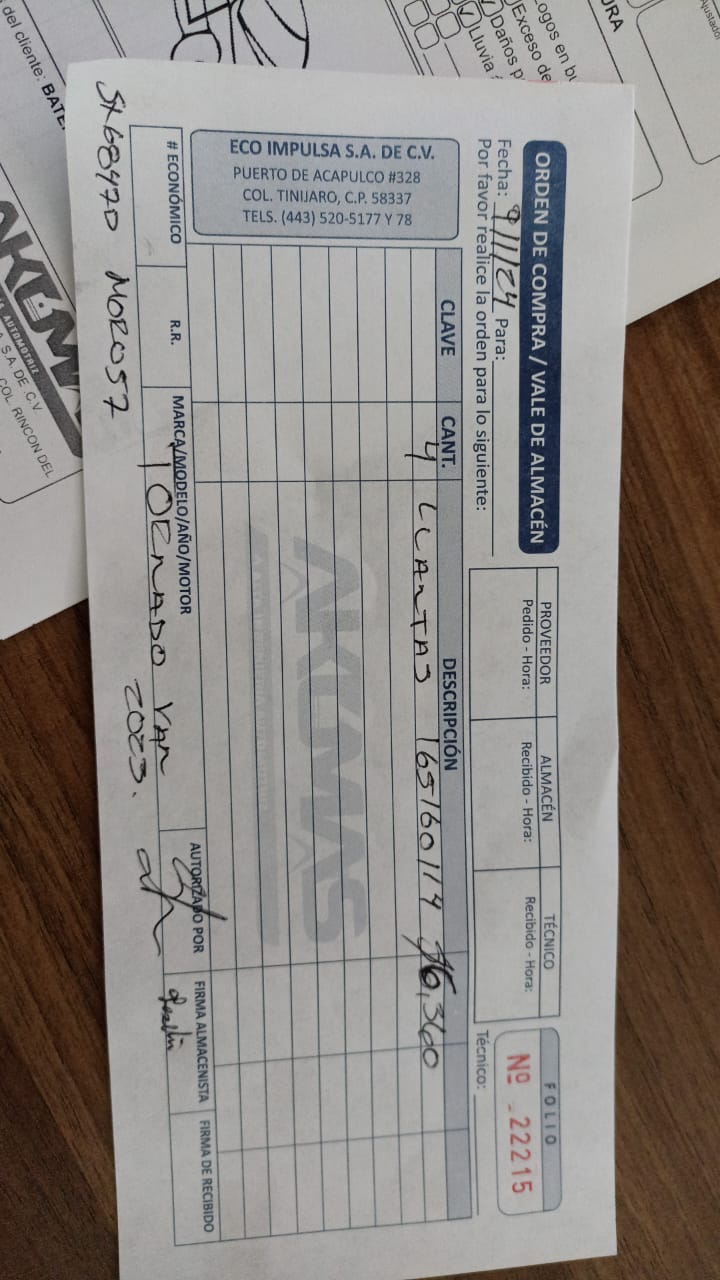 ORDEN DE COMPRA / VALE DE ALMACÉN
Fecha: 9/11/24 Para:
Por favor realice la orden para lo siguiente:
PROVEEDOR
Pedido - Hora:
ALMACÉN
Recibido - Hora:
TÉCNICO
Recibido - Hora:
FOLIO
Nº 22215
Técnico:
CLAVE CANT. DESCRIPCIÓN
4 LLANTAS 165/60/14 $6,360
AKUMAS
ECO IMPULSA S.A. DE C.V.
PUERTO DE ACAPULCO #328
COL. TINIJARO, C.P. 58337
TELS. (443) 520-5177 Y 78
# ECONÓMICO R.R. MARCA/MODELO/AÑO/MOTOR AUTORIZADO POR FIRMA ALMACENISTA FIRMA DE RECIBIDO
TORNADO VAN
2023.
SX6847D MOR057
del cliente: BATE
AUTOMOTRIZ
S.A. DE C.V.
COL. RINCON DEL
Logos en bu
Exceso de
Daños p
Lluvia
URA